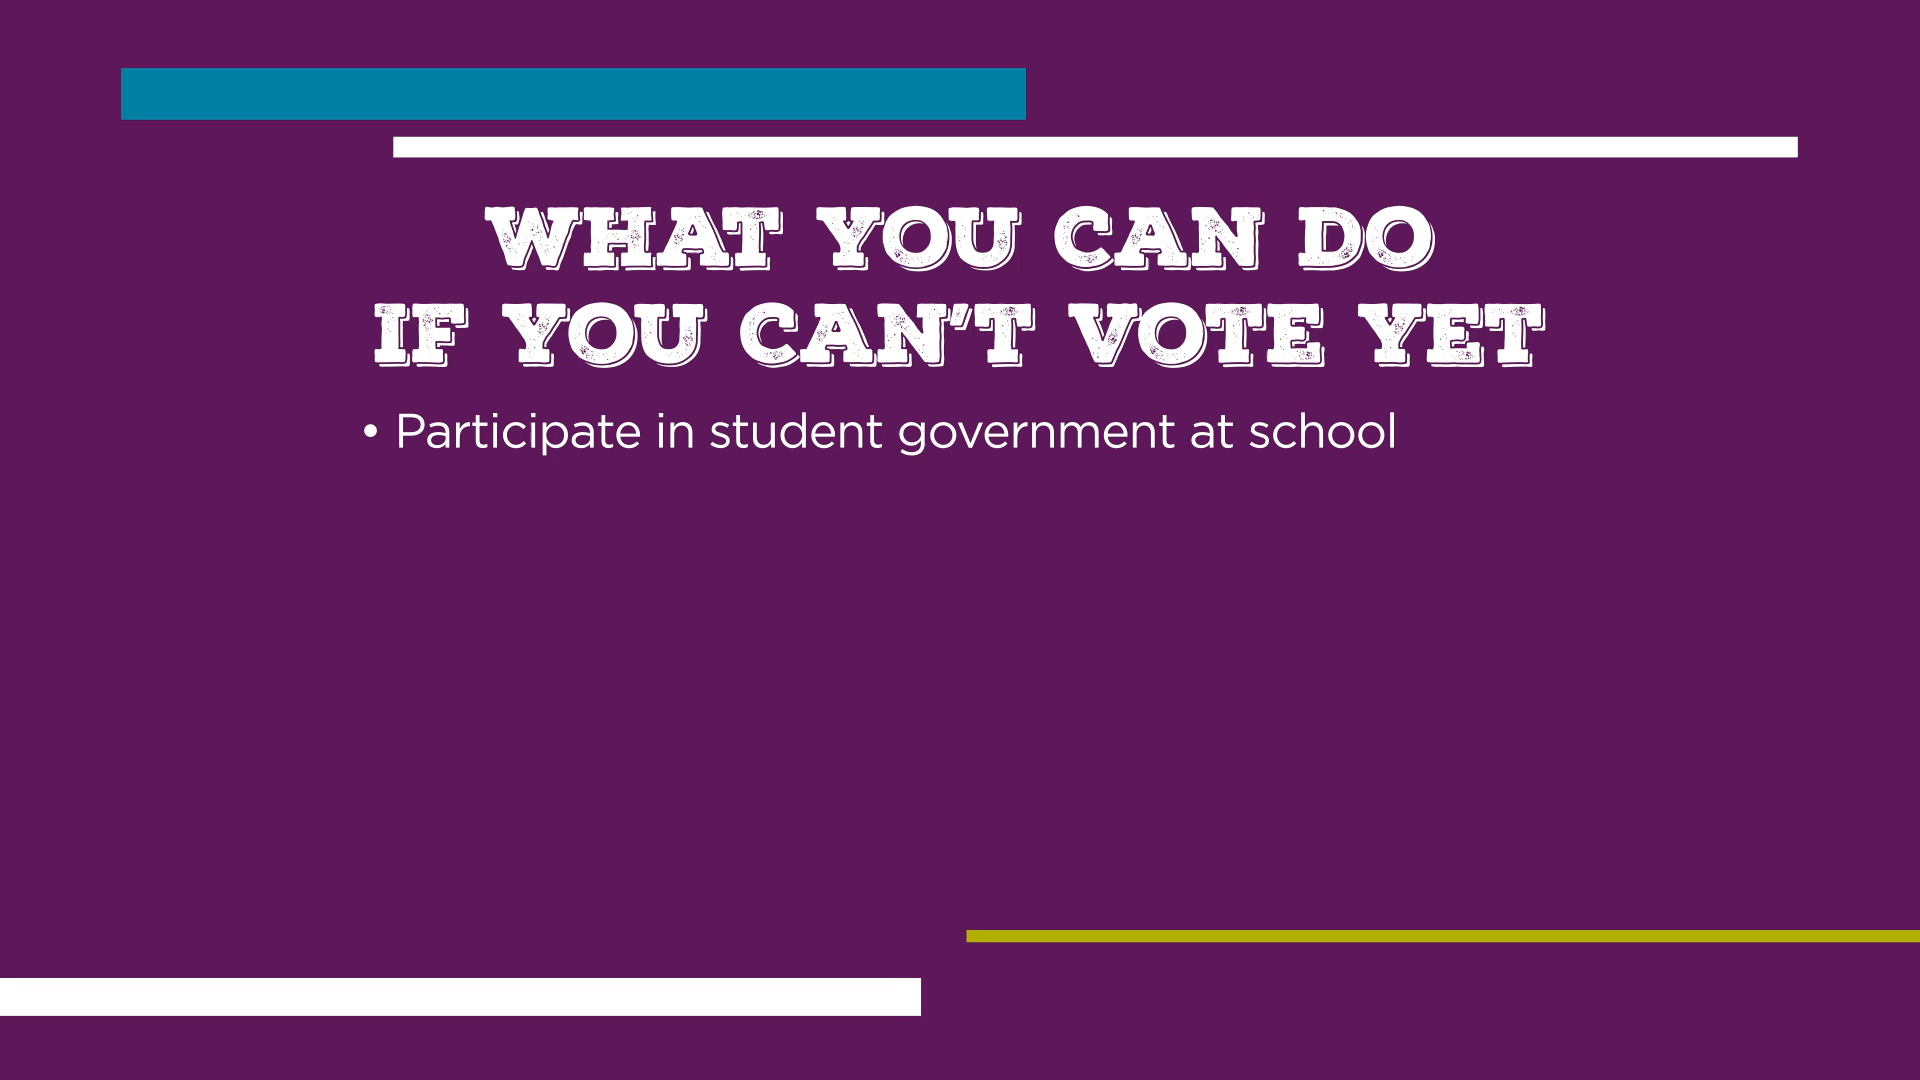 WHAT YOU CAN DO
IF YOU CAN'T VOTE YET
• Participate in student government at school